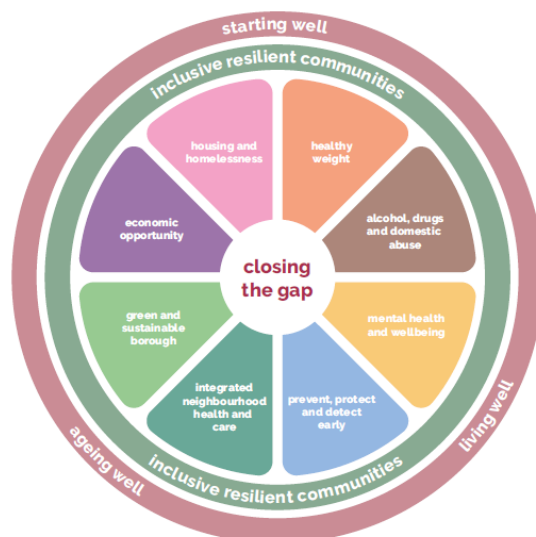 starting well
inclusive resilient communities
housing and
homelessness
healthy
weight
economic
opportunity
alcohol, drugs
and domestic
abuse
closing
the gap
green and
sustainable
borough
mental health
and wellbeing
integrated
neighbourhood
health and
care
prevent, protect
and detect
early
inclusive resilient communities
ageing well
living well